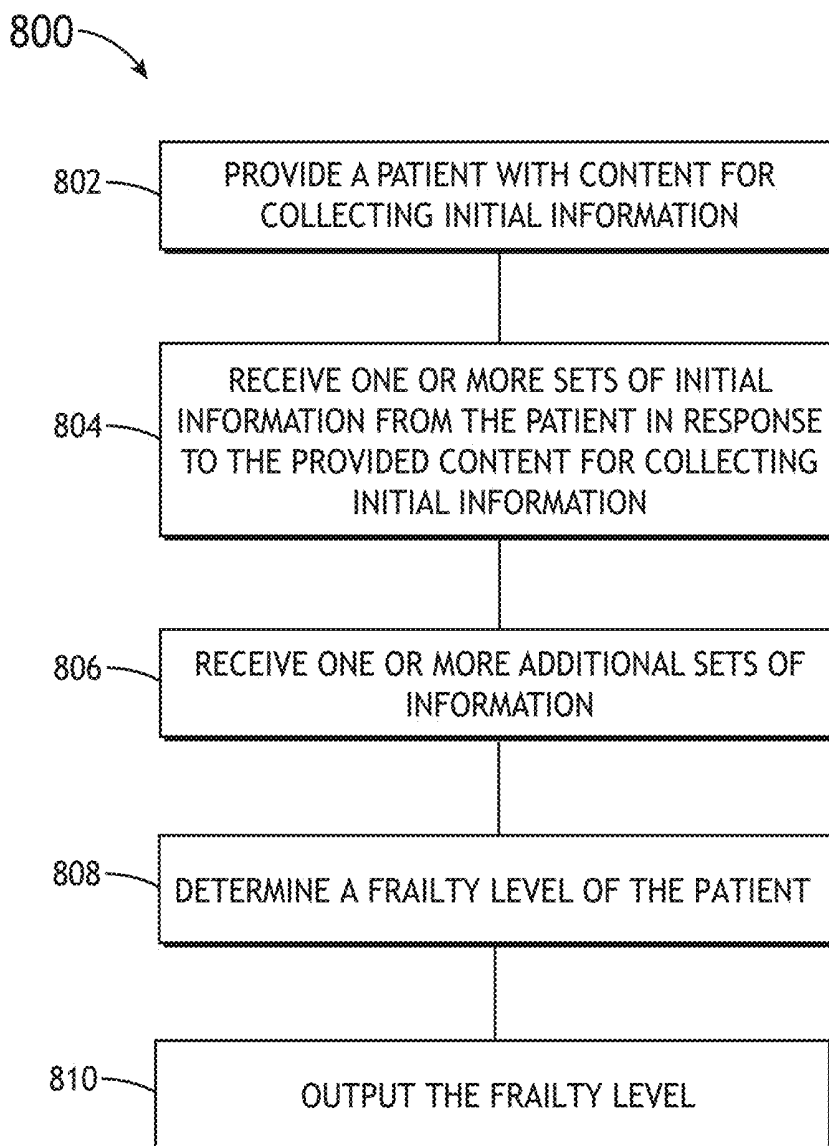 800
802
PROVIDE A PATIENT WITH CONTENT FOR
COLLECTING INITIAL INFORMATION
804
RECEIVE ONE OR MORE SETS OF INITIAL
INFORMATION FROM THE PATIENT IN RESPONSE
TO THE PROVIDED CONTENT FOR COLLECTING
INITIAL INFORMATION
806
RECEIVE ONE OR MORE ADDITIONAL SETS OF
INFORMATION
808
DETERMINE A FRAILTY LEVEL OF THE PATIENT
810
OUTPUT THE FRAILTY LEVEL